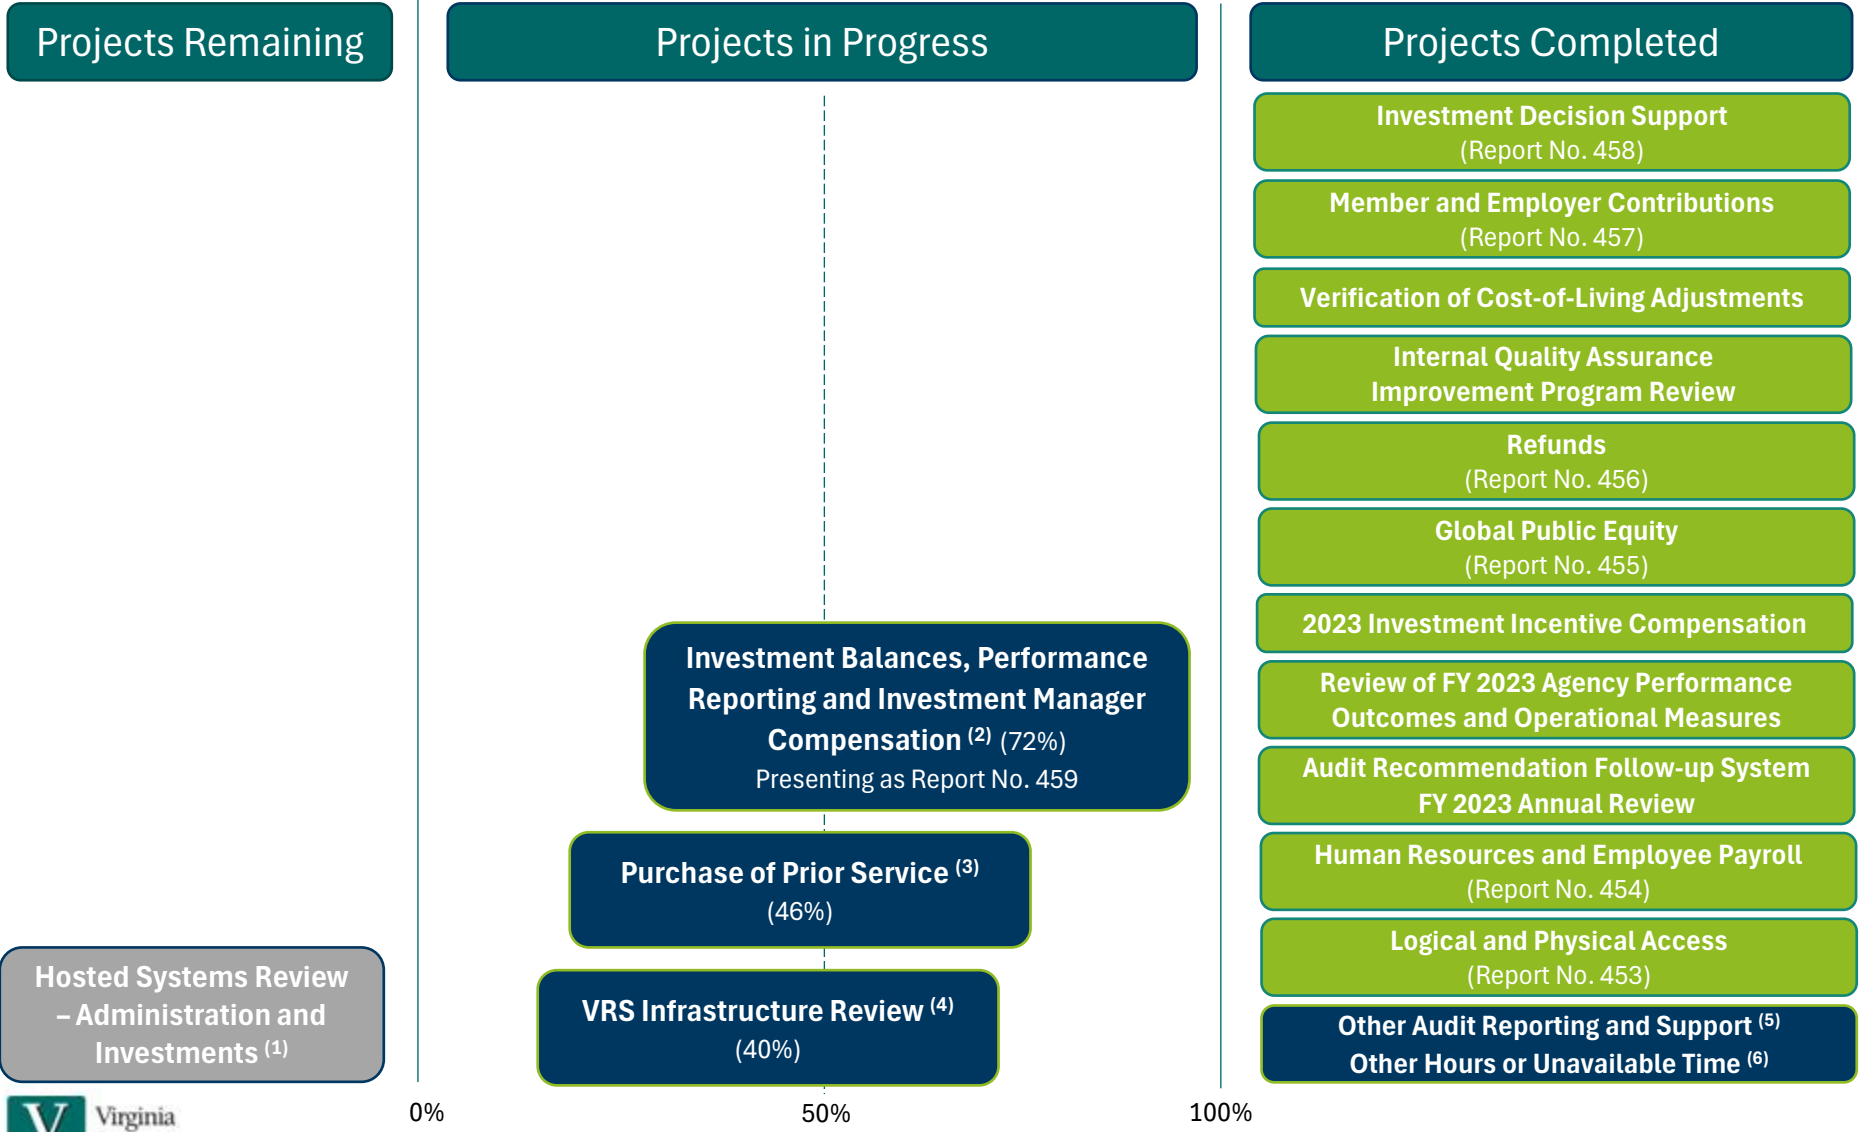 Projects Remaining
Projects in Progress
Projects Completed
Investment Decision Support
(Report No. 458)
Member and Employer Contributions
(Report No. 457)
Verification of Cost-of-Living Adjustments
Internal Quality Assurance
Improvement Program Review
Refunds
(Report No. 456)
Global Public Equity
(Report No. 455)
2023 Investment Incentive Compensation
Review of FY 2023 Agency Performance
Outcomes and Operational Measures
Audit Recommendation Follow-up System
FY 2023 Annual Review
Human Resources and Employee Payroll
(Report No. 454)
Logical and Physical Access
(Report No. 453)
Other Audit Reporting and Support (5)
Other Hours or Unavailable Time (6)
Investment Balances, Performance
Reporting and Investment Manager
Compensation (2) (72%)
Presenting as Report No. 459
Purchase of Prior Service (3)
(46%)
VRS Infrastructure Review (4)
(40%)
Hosted Systems Review
– Administration and
Investments (1)
0%
50%
100%
V
Virginia